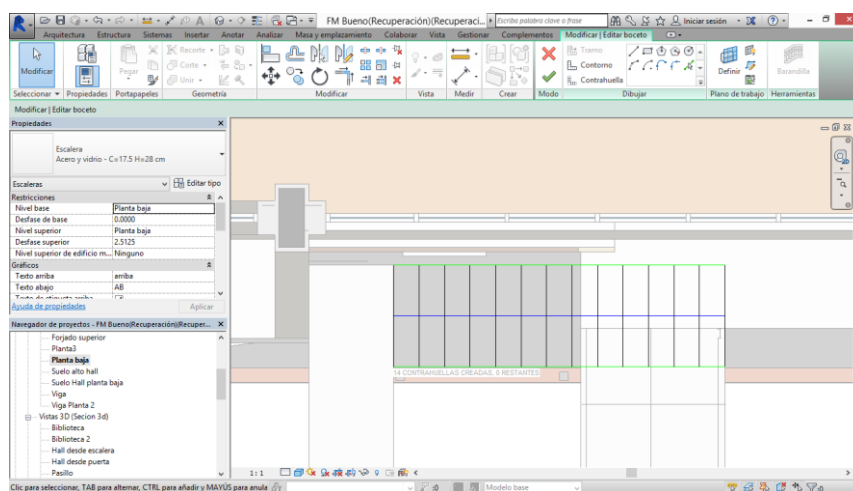 FM Bueno(Recuperación)(Recuperaci...
Escriba palabra clave o frase
Iniciar sesión
Arquitectura Estructura Sistemas Insertar Anotar Analizar Masa y emplazamiento Colaborar Vista Gestionar Complementos Modificar | Editar boceto
Modificar
Pegar
Recorte
Corte
Unir
Tramo
Contorno
Contrahuella
Definir
Barandilla
Seleccionar Propiedades Portapapeles Geometría Modificar Vista Medir Crear Modo Dibujar Plano de trabajo Herramientas
Modificar | Editar boceto
Propiedades
Escalera
Acero y vidrio - C=17.5 H=28 cm
Escaleras Editar tipo
Restricciones
Nivel base Planta baja
Desfase de base 0.0000
Nivel superior Planta baja
Desfase superior 2.5125
Nivel superior de edificio m... Ninguno
Gráficos
Texto arriba arriba
Texto abajo AB
Texto de etiqueta arriba
Ayuda de propiedades Aplicar
Navegador de proyectos - FM Bueno(Recuperación)(Recuper...
Forjado superior
Planta3
Planta baja
Suelo alto hall
Suelo Hall planta baja
Viga
Viga Planta 2
Vistas 3D (Secion 3d)
Biblioteca
Biblioteca 2
Hall desde escalera
Hall desde puerta
Pasillo
14 CONTRAHUELLAS CREADAS, 0 RESTANTES
1:1
Clic para seleccionar, TAB para alternar, CTRL para añadir y MAYÚS para anula
:0
Modelo base
:0